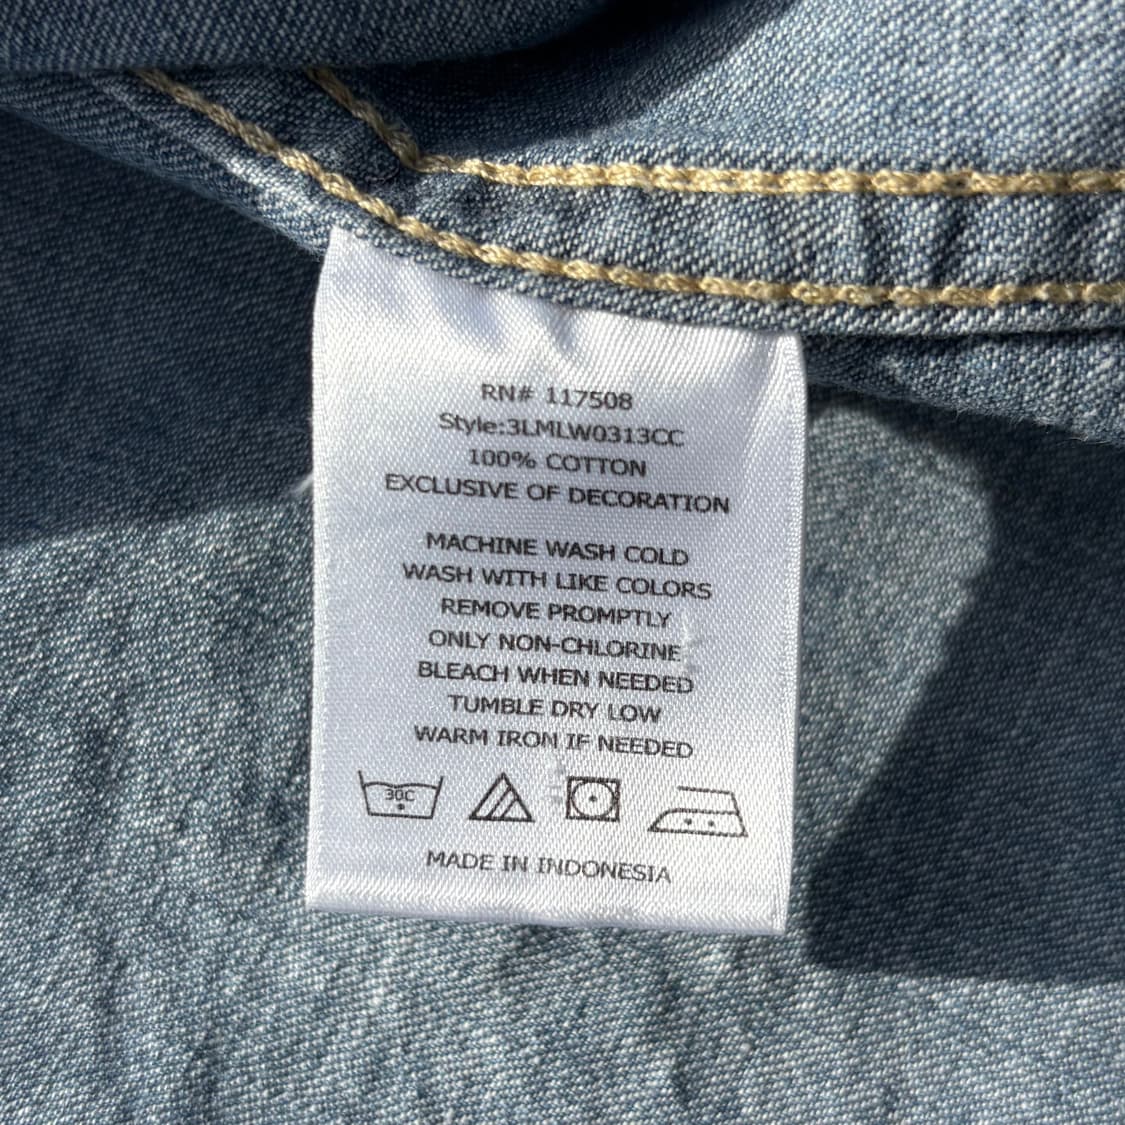 RN# 117508
Style:3LMLW0313CC
100% COTTON
EXCLUSIVE OF DECORATION
MACHINE WASH COLD
WASH WITH LIKE COLORS
REMOVE PROMPTLY
ONLY NON-CHLORINE
BLEACH WHEN NEEDED
TUMBLE DRY LOW
WARM IRON IF NEEDED
30C
MADE IN INDONESIA